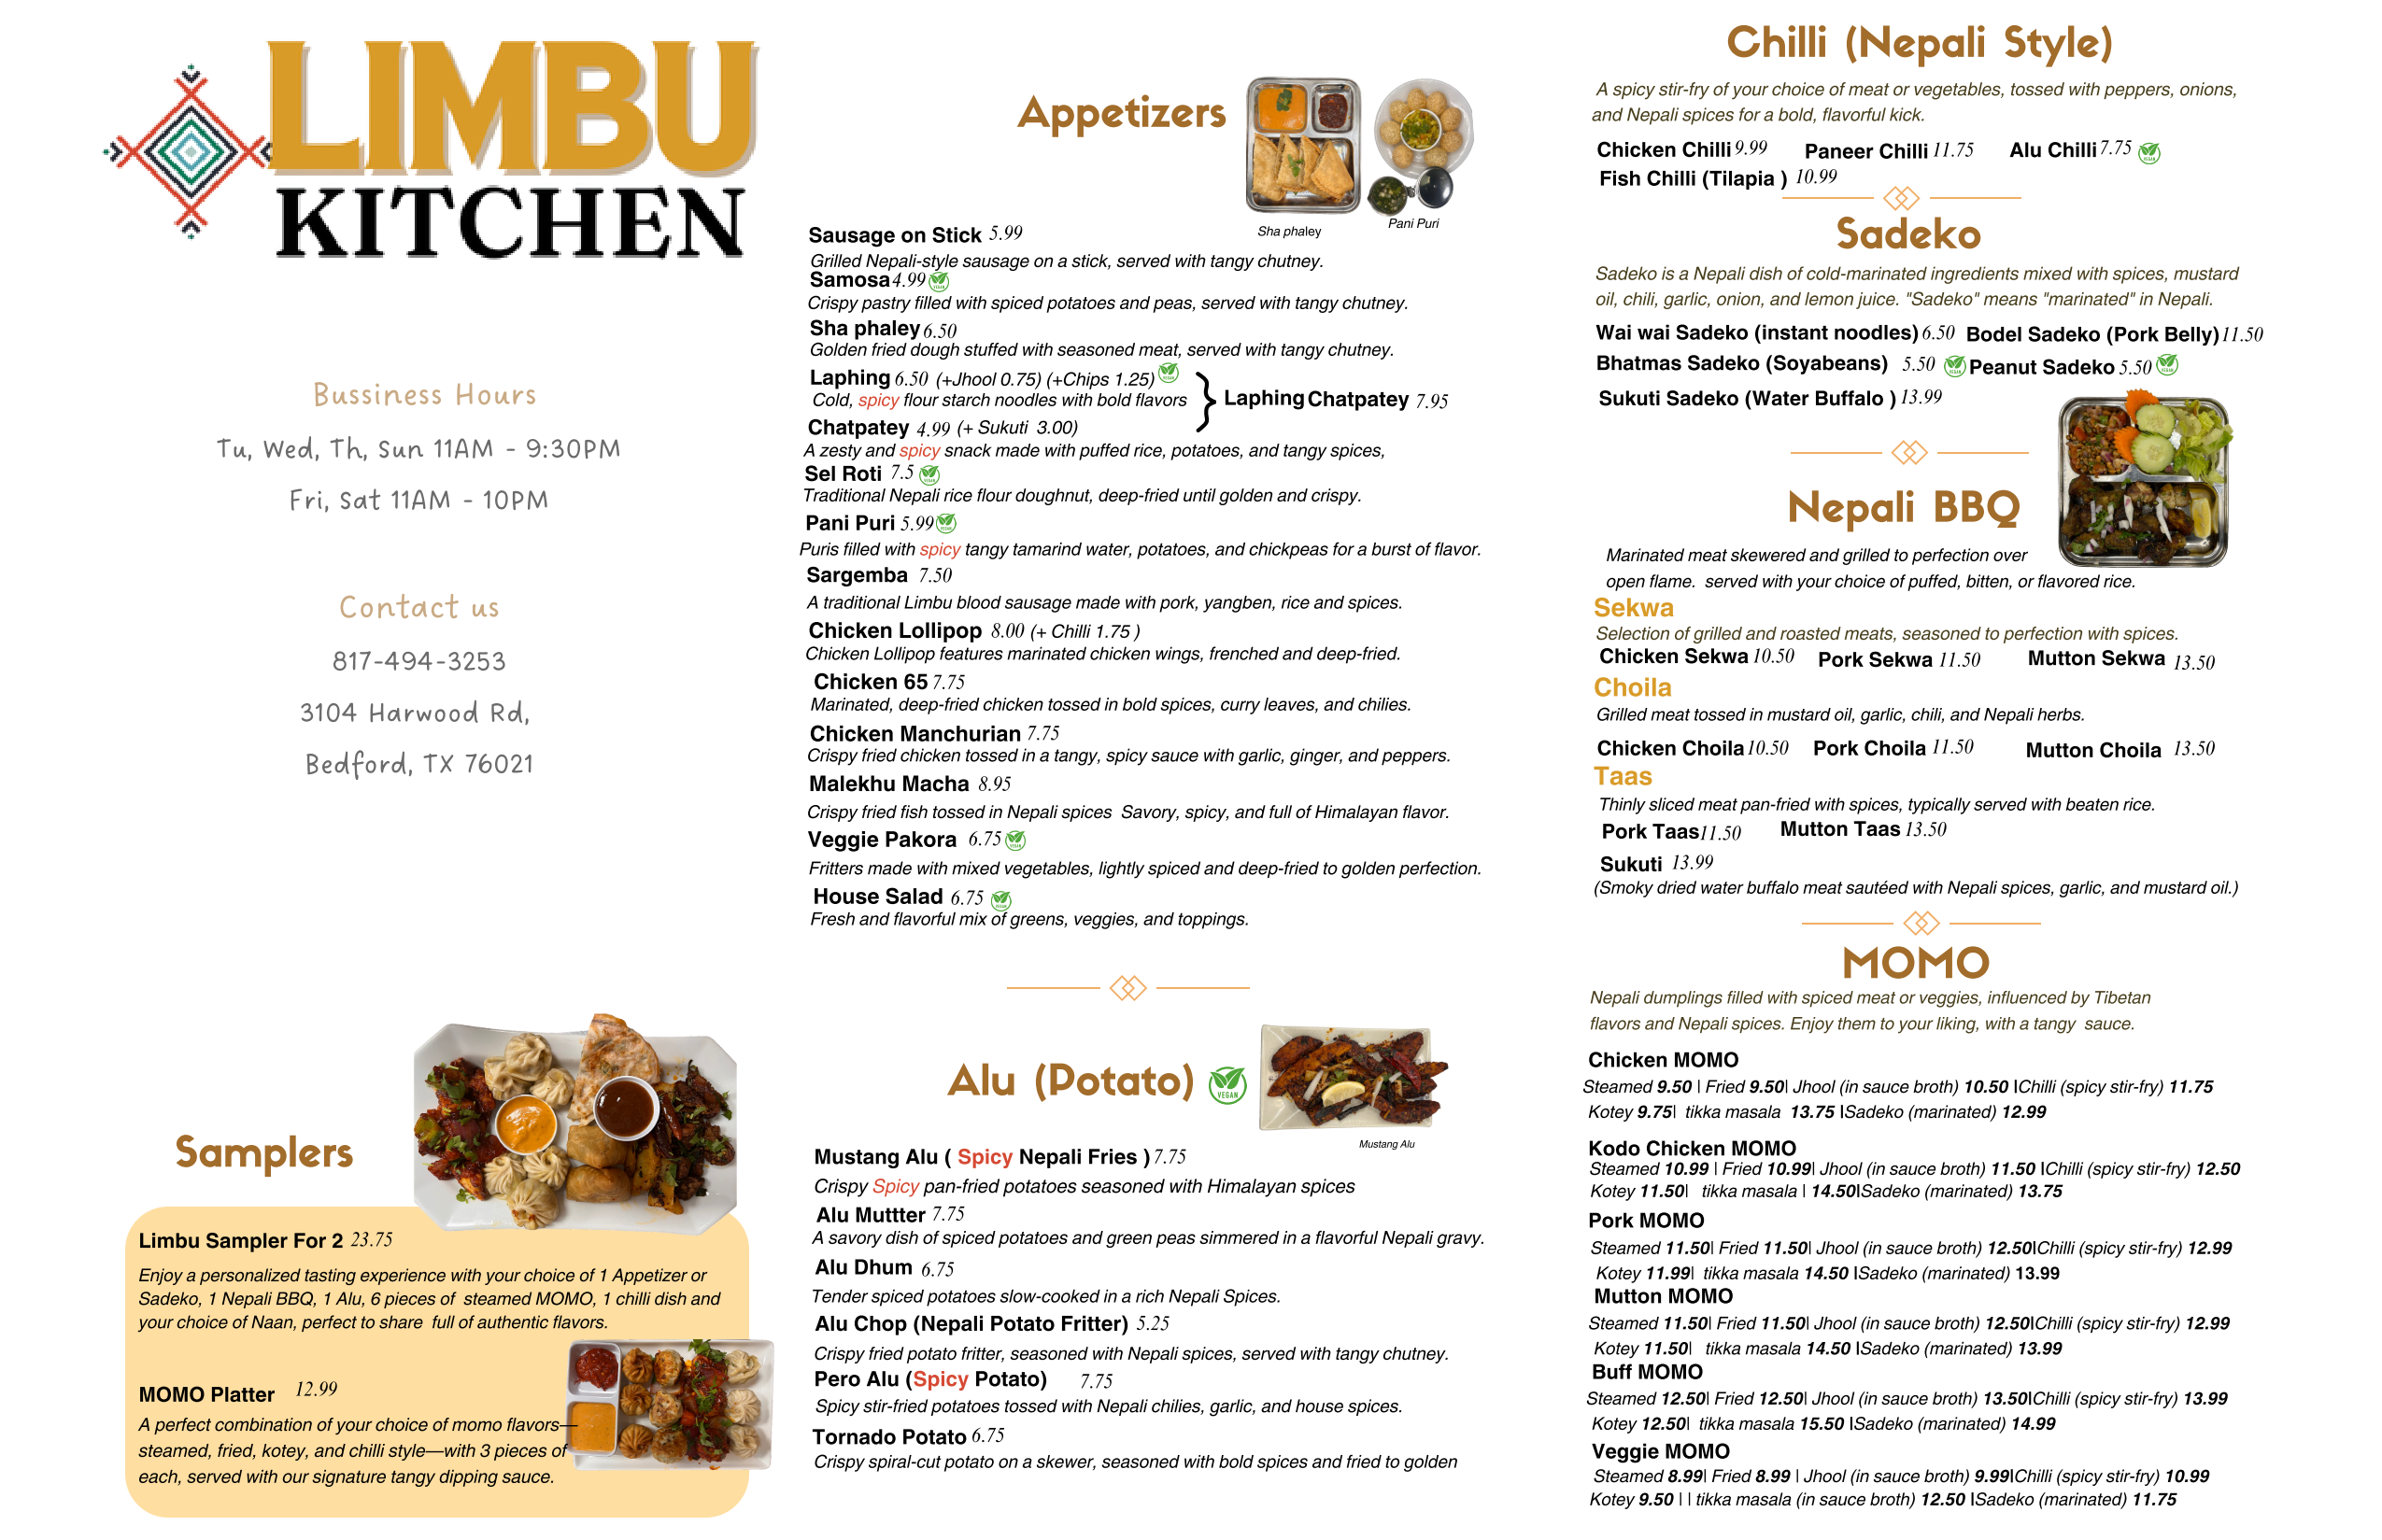 LIMBU
KITCHEN
Bussiness Hours
Tu, Wed, Th, Sun 11AM - 9:30PM
Fri, Sat 11AM - 10PM
Contact us
817-494-3253
3104 Harwood Rd,
Bedford, TX 76021
Samplers
Limbu Sampler For 2 23.75
Enjoy a personalized tasting experience with your choice of 1 Appetizer or
Sadeko, 1 Nepali BBQ, 1 Alu, 6 pieces of steamed MOMO, 1 chilli dish and
your choice of Naan, perfect to share full of authentic flavors.
MOMO Platter 12.99
A perfect combination of your choice of momo flavors—
steamed, fried, kotey, and chilli style—with 3 pieces of
each, served with our signature tangy dipping sauce.
Appetizers
Sha phaley
Pani Puri
Sausage on Stick 5.99
Grilled Nepali-style sausage on a stick, served with tangy chutney.
Samosa 4.99 VEGAN
Crispy pastry filled with spiced potatoes and peas, served with tangy chutney.
Sha phaley 6.50
Golden fried dough stuffed with seasoned meat, served with tangy chutney.
Laphing 6.50 (+Jhool 0.75) (+Chips 1.25) VEGAN
Cold, spicy flour starch noodles with bold flavors
Laphing Chatpatey 7.95
Chatpatey 4.99 (+ Sukuti 3.00)
A zesty and spicy snack made with puffed rice, potatoes, and tangy spices,
Sel Roti 7.5 VEGAN
Traditional Nepali rice flour doughnut, deep-fried until golden and crispy.
Pani Puri 5.99 VEGAN
Puris filled with spicy tangy tamarind water, potatoes, and chickpeas for a burst of flavor.
Sargemba 7.50
A traditional Limbu blood sausage made with pork, yangben, rice and spices.
Chicken Lollipop 8.00 (+ Chilli 1.75 )
Chicken Lollipop features marinated chicken wings, frenched and deep-fried.
Chicken 65 7.75
Marinated, deep-fried chicken tossed in bold spices, curry leaves, and chilies.
Chicken Manchurian 7.75
Crispy fried chicken tossed in a tangy, spicy sauce with garlic, ginger, and peppers.
Malekhu Macha 8.95
Crispy fried fish tossed in Nepali spices Savory, spicy, and full of Himalayan flavor.
Veggie Pakora 6.75 VEGAN
Fritters made with mixed vegetables, lightly spiced and deep-fried to golden perfection.
House Salad 6.75 VEGAN
Fresh and flavorful mix of greens, veggies, and toppings.
Alu (Potato) VEGAN
Mustang Alu
Mustang Alu ( Spicy Nepali Fries ) 7.75
Crispy Spicy pan-fried potatoes seasoned with Himalayan spices
Alu Muttter 7.75
A savory dish of spiced potatoes and green peas simmered in a flavorful Nepali gravy.
Alu Dhum 6.75
Tender spiced potatoes slow-cooked in a rich Nepali Spices.
Alu Chop (Nepali Potato Fritter) 5.25
Crispy fried potato fritter, seasoned with Nepali spices, served with tangy chutney.
Pero Alu (Spicy Potato) 7.75
Spicy stir-fried potatoes tossed with Nepali chilies, garlic, and house spices.
Tornado Potato 6.75
Crispy spiral-cut potato on a skewer, seasoned with bold spices and fried to golden
Chilli (Nepali Style)
A spicy stir-fry of your choice of meat or vegetables, tossed with peppers, onions,
and Nepali spices for a bold, flavorful kick.
Chicken Chilli 9.99 Paneer Chilli 11.75 Alu Chilli 7.75 VEGAN
Fish Chilli (Tilapia ) 10.99
Sadeko
Sadeko is a Nepali dish of cold-marinated ingredients mixed with spices, mustard
oil, chili, garlic, onion, and lemon juice. "Sadeko" means "marinated" in Nepali.
Wai wai Sadeko (instant noodles) 6.50 Bodel Sadeko (Pork Belly) 11.50
Bhatmas Sadeko (Soyabeans) 5.50 VEGAN Peanut Sadeko 5.50 VEGAN
Sukuti Sadeko (Water Buffalo ) 13.99
Nepali BBQ
Marinated meat skewered and grilled to perfection over
open flame. served with your choice of puffed, bitten, or flavored rice.
Sekwa
Selection of grilled and roasted meats, seasoned to perfection with spices.
Chicken Sekwa 10.50 Pork Sekwa 11.50 Mutton Sekwa 13.50
Choila
Grilled meat tossed in mustard oil, garlic, chili, and Nepali herbs.
Chicken Choila 10.50 Pork Choila 11.50 Mutton Choila 13.50
Taas
Thinly sliced meat pan-fried with spices, typically served with beaten rice.
Pork Taas 11.50 Mutton Taas 13.50
Sukuti 13.99
(Smoky dried water buffalo meat sautéed with Nepali spices, garlic, and mustard oil.)
MOMO
Nepali dumplings filled with spiced meat or veggies, influenced by Tibetan
flavors and Nepali spices. Enjoy them to your liking, with a tangy sauce.
Chicken MOMO
Steamed 9.50 | Fried 9.50| Jhool (in sauce broth) 10.50 |Chilli (spicy stir-fry) 11.75
Kotey 9.75| tikka masala 13.75 |Sadeko (marinated) 12.99
Kodo Chicken MOMO
Steamed 10.99 | Fried 10.99| Jhool (in sauce broth) 11.50 |Chilli (spicy stir-fry) 12.50
Kotey 11.50| tikka masala | 14.50|Sadeko (marinated) 13.75
Pork MOMO
Steamed 11.50| Fried 11.50| Jhool (in sauce broth) 12.50|Chilli (spicy stir-fry) 12.99
Kotey 11.99| tikka masala 14.50 |Sadeko (marinated) 13.99
Mutton MOMO
Steamed 11.50| Fried 11.50| Jhool (in sauce broth) 12.50|Chilli (spicy stir-fry) 12.99
Kotey 11.50| tikka masala 14.50 |Sadeko (marinated) 13.99
Buff MOMO
Steamed 12.50| Fried 12.50| Jhool (in sauce broth) 13.50|Chilli (spicy stir-fry) 13.99
Kotey 12.50| tikka masala 15.50 |Sadeko (marinated) 14.99
Veggie MOMO
Steamed 8.99| Fried 8.99 | Jhool (in sauce broth) 9.99|Chilli (spicy stir-fry) 10.99
Kotey 9.50 | | tikka masala (in sauce broth) 12.50 |Sadeko (marinated) 11.75